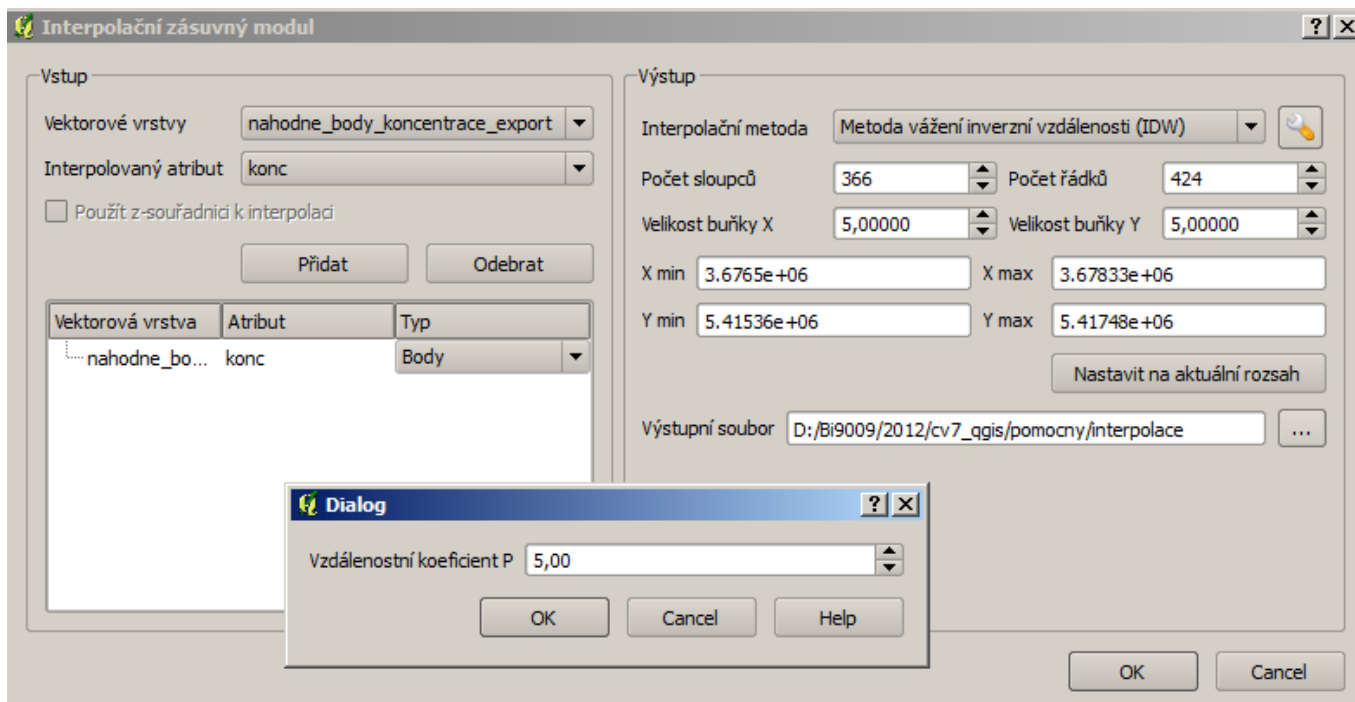 Interpolační zásuvný modul
Vstup
Vektorové vrstvy nahodne_body_koncentrace_export
Interpolovaný atribut konc
Použít z-souřadnici k interpolaci
Přidat Odebrat
Vektorová vrstva Atribut Typ
nahodne_bo... konc Body
Výstup
Interpolační metoda Metoda vážení inverzní vzdálenosti (IDW)
Počet sloupců 366 Počet řádků 424
Velikost buňky X 5,00000 Velikost buňky Y 5,00000
X min 3.6765e+06 X max 3.67833e+06
Y min 5.41536e+06 Y max 5.41748e+06
Nastavit na aktuální rozsah
Výstupní soubor D:/Bi9009/2012/cv7_qgis/pomocny/interpolace ...
Dialog
Vzdálenostní koeficient P 5,00
OK Cancel Help
OK Cancel